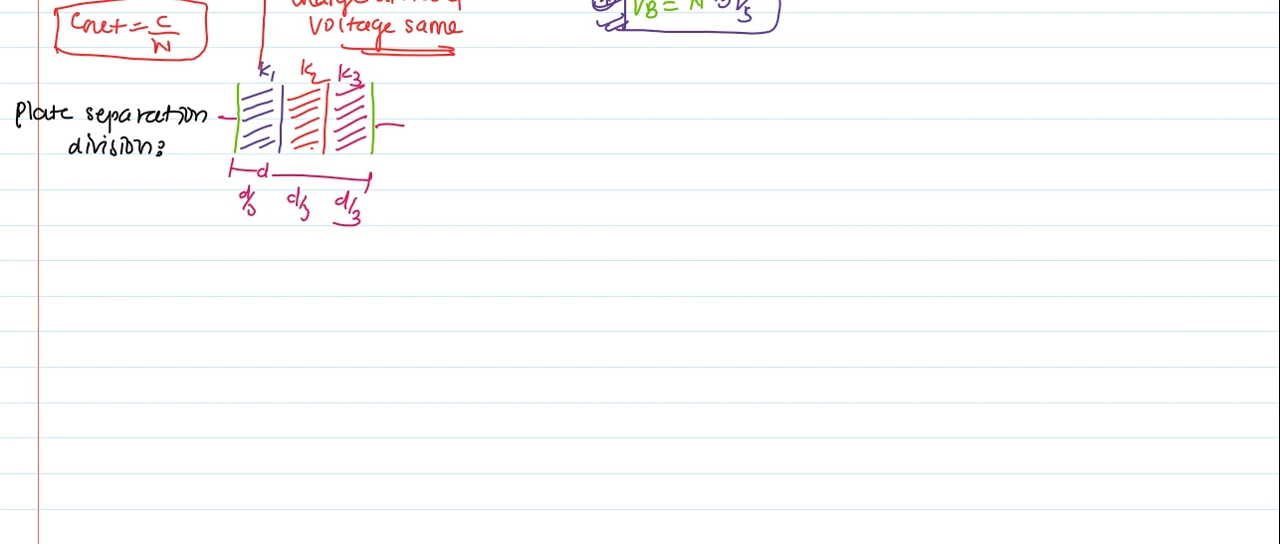 Cnet = C/N
Voltage same
VB = N
k1 k2 k3
Plate separation
division:
d
d/3 d/3 d/3